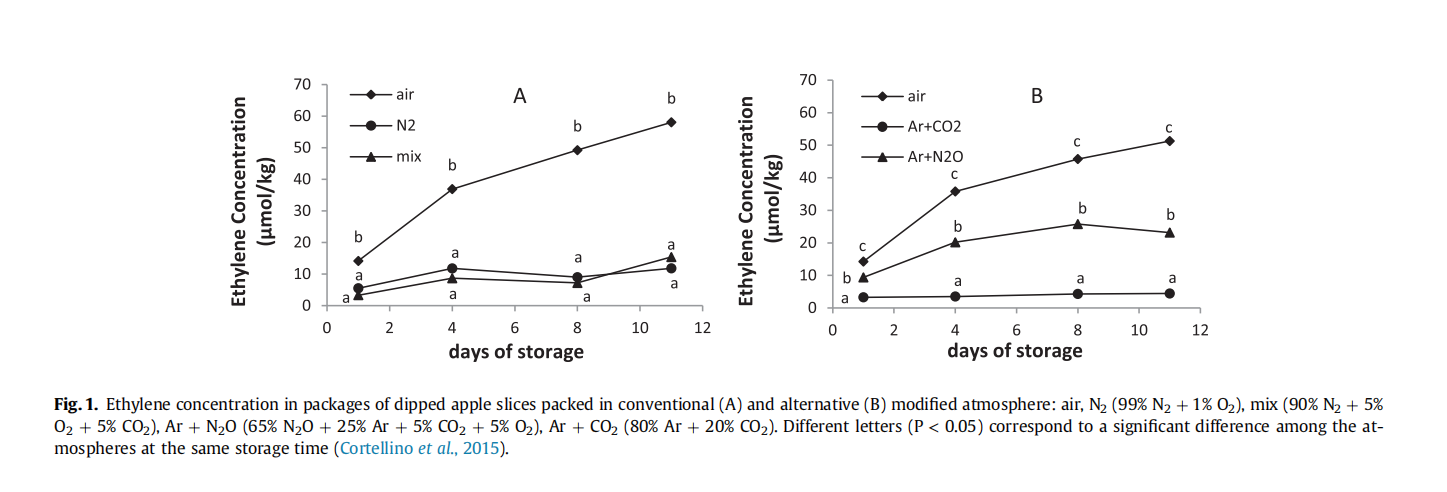 70
60
50
40
30
20
10
0
Ethylene Concentration
(µmol/kg)
air
N2
mix
A
b
b
b
b
a
a
a
a
a
a
a
a
0 2 4 6 8 10 12
days of storage
70
60
50
40
30
20
10
0
Ethylene Concentration
(µmol/kg)
air
Ar+CO2
Ar+N2O
B
c
c
c
c
b
b
b
b
a
a
a
a
0 2 4 6 8 10 12
days of storage
Fig. 1. Ethylene concentration in packages of dipped apple slices packed in conventional (A) and alternative (B) modified atmosphere: air, N₂ (99% N₂ + 1% O₂), mix (90% N₂ + 5%
O₂ + 5% CO₂), Ar + N₂O (65% N₂O + 25% Ar + 5% CO₂ + 5% O₂), Ar + CO₂ (80% Ar + 20% CO₂). Different letters (P < 0.05) correspond to a significant difference among the at-
mospheres at the same storage time (Cortellino et al., 2015).